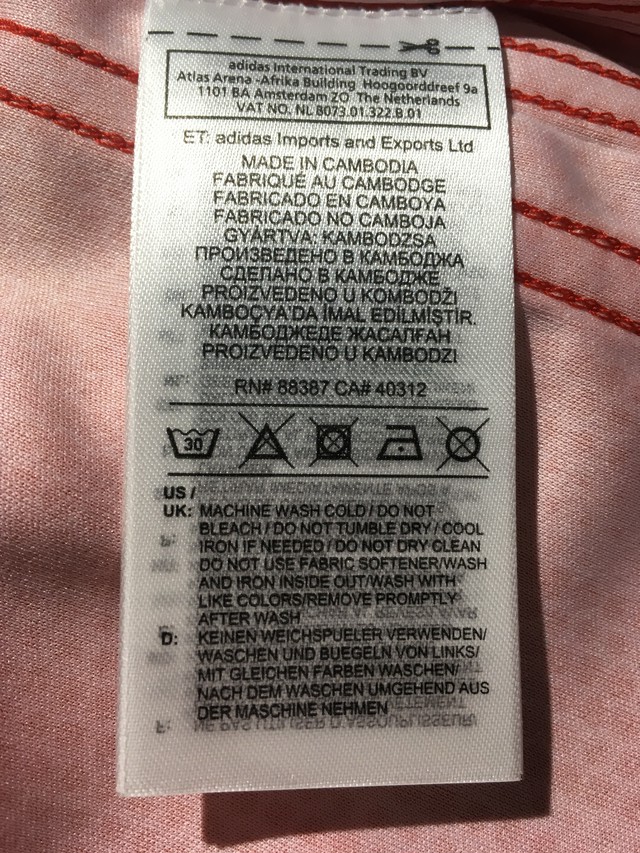 adidas International Trading BV
Atlas Arena -Afrika Building Hoogoorddreef 9a
1101 BA Amsterdam ZO The Netherlands
VAT NO. NL 8073.01.322.B.01
ET: adidas Imports and Exports Ltd
MADE IN CAMBODIA
FABRIQUÉ AU CAMBODGE
FABRICADO EN CAMBOYA
FABRICADO NO CAMBOJA
GYÁRTVA: KAMBODZSA
ПРОИЗВЕДЕНО В КАМБОДЖА
СДЕЛАНО В КАМБОДЖЕ
PROIZVEDENO U KOMBODŽI
KAMBOÇYA'DA İMAL EDİLMİŞTİR.
КАМБОДЖЕДЕ ЖАСАЛҒАН
PROIZVEDENO U KAMBODZI
RN# 88387 CA# 40312
30
US /
UK: MACHINE WASH COLD / DO NOT
BLEACH / DO NOT TUMBLE DRY / COOL
IRON IF NEEDED / DO NOT DRY CLEAN
DO NOT USE FABRIC SOFTENER/WASH
AND IRON INSIDE OUT/WASH WITH
LIKE COLORS/REMOVE PROMPTLY
AFTER WASH
D: KEINEN WEICHSPUELER VERWENDEN/
WASCHEN UND BUEGELN VON LINKS/
MIT GLEICHEN FARBEN WASCHEN/
NACH DEM WASCHEN UMGEHEND AUS
DER MASCHINE NEHMEN